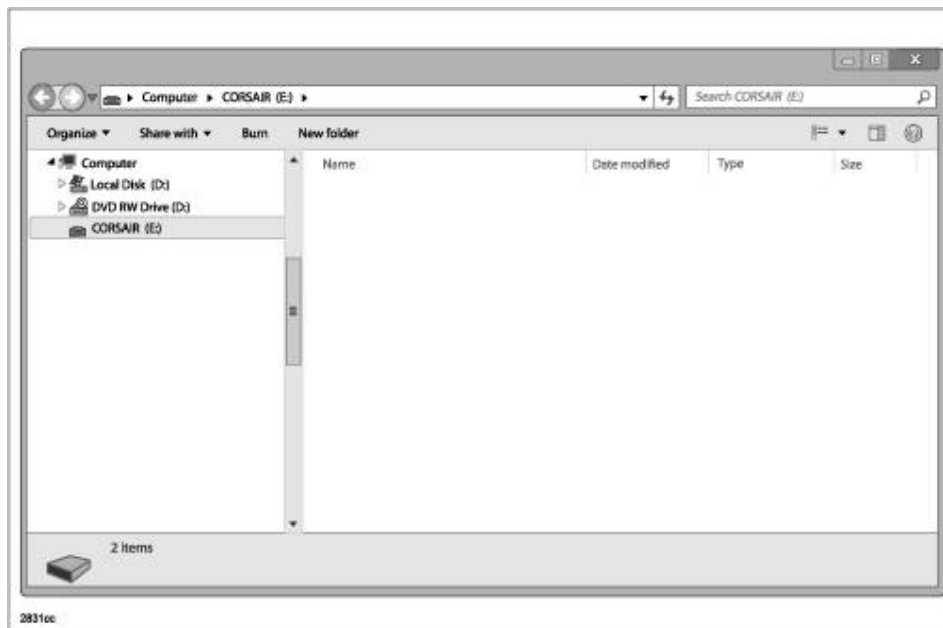 X
Computer CORSAIR (E:) Search CORSAIR (E:)
Organize Share with Burn New folder
Computer
Local Disk (D:)
DVD RW Drive (D:)
CORSAIR (E:)
Name Date modified Type Size
2 items
2831cc